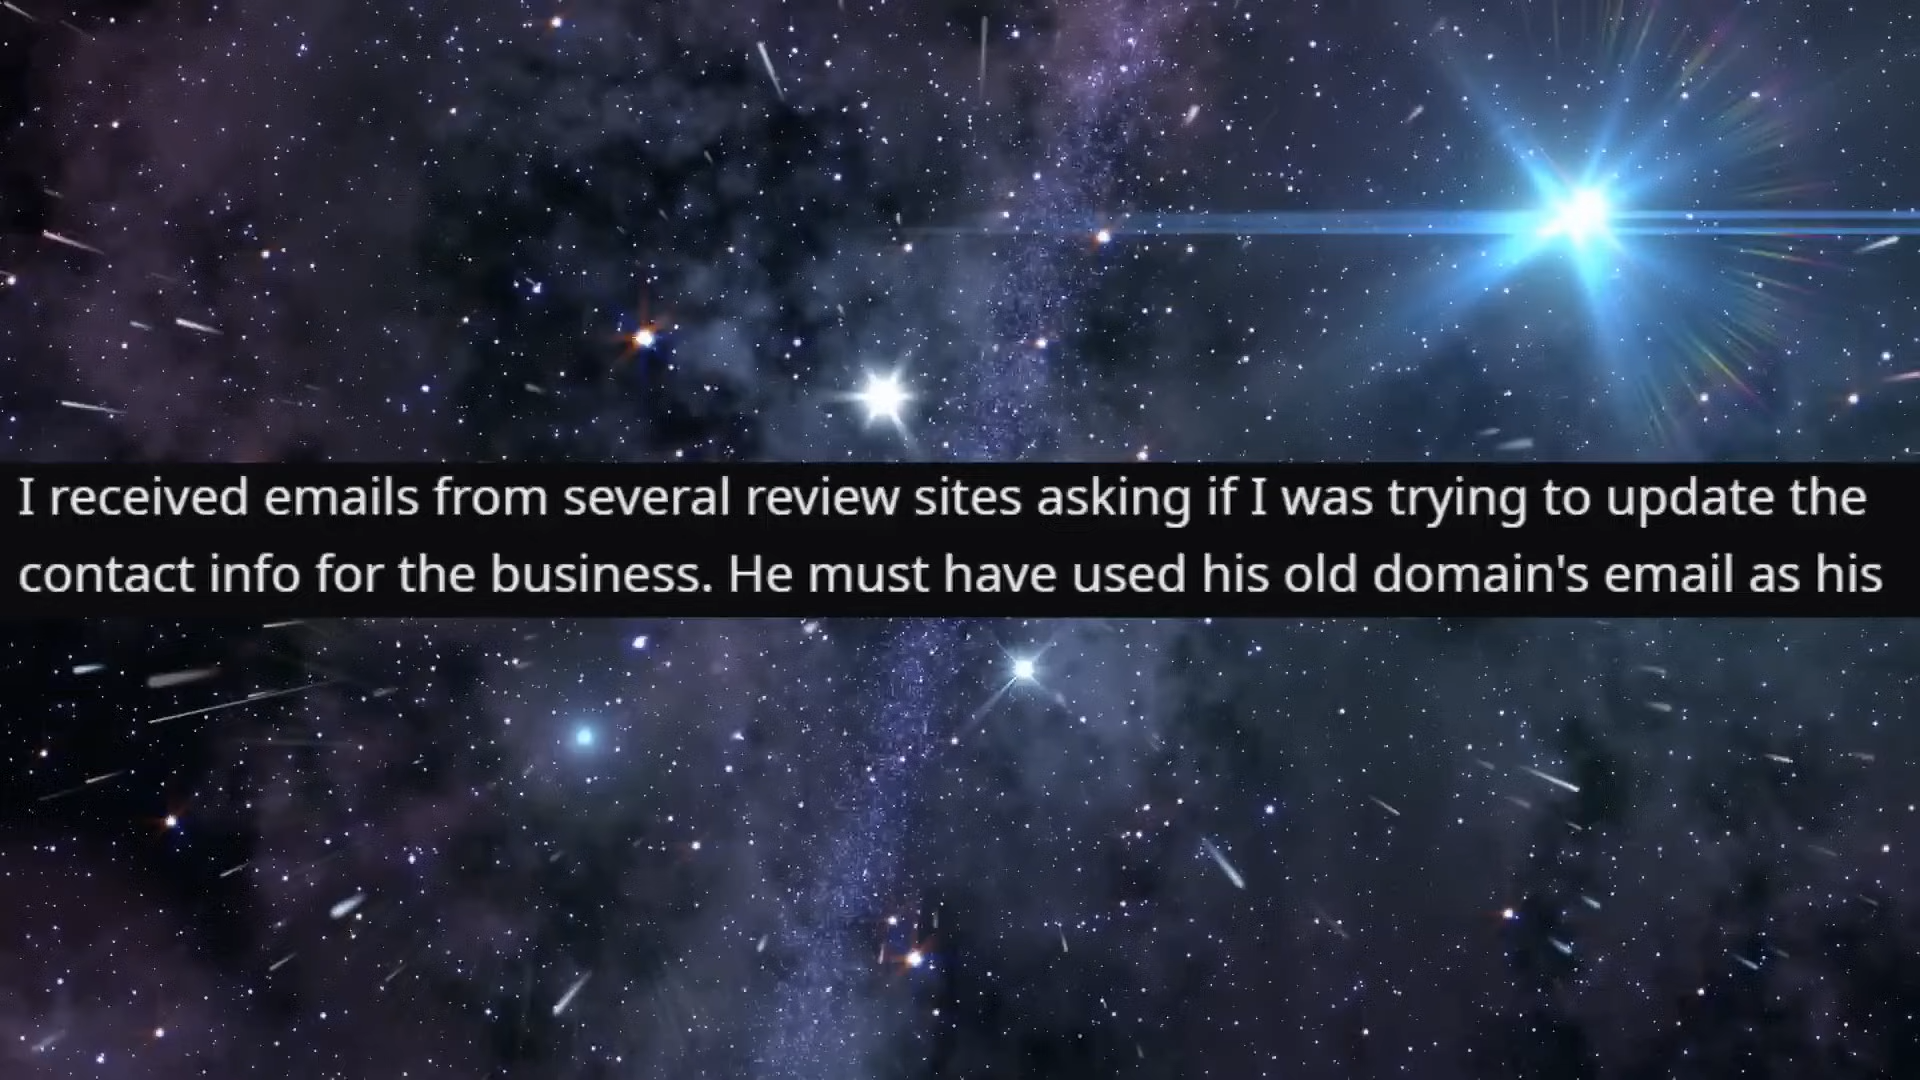 I received emails from several review sites asking if I was trying to update the
contact info for the business. He must have used his old domain's email as his